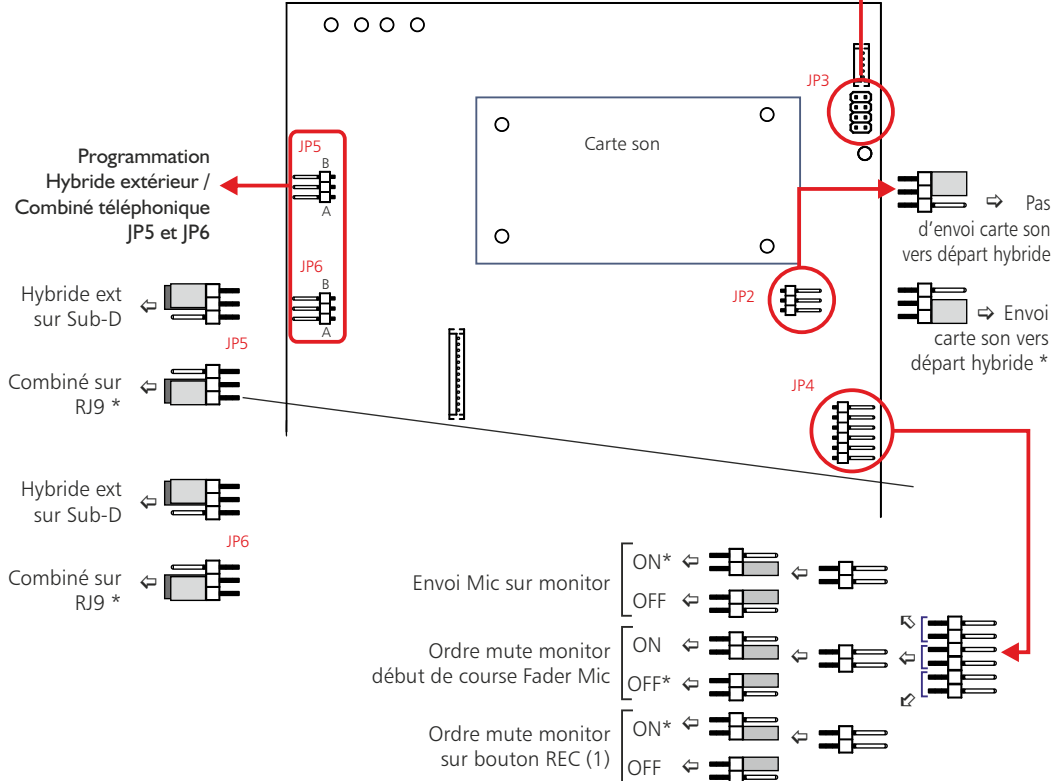 JP3
Carte son
JP5
B
A
Programmation
Hybride extérieur /
Combiné téléphonique
JP5 et JP6
JP6
B
A
Pas
d'envoi carte son
vers départ hybride
JP2
Envoi
carte son vers
départ hybride *
Hybride ext
sur Sub-D
JP5
Combiné sur
RJ9 *
JP4
Hybride ext
sur Sub-D
JP6
Combiné sur
RJ9 *
Envoi Mic sur monitor
ON*
OFF
Ordre mute monitor
début de course Fader Mic
ON
OFF*
Ordre mute monitor
sur bouton REC (1)
ON*
OFF